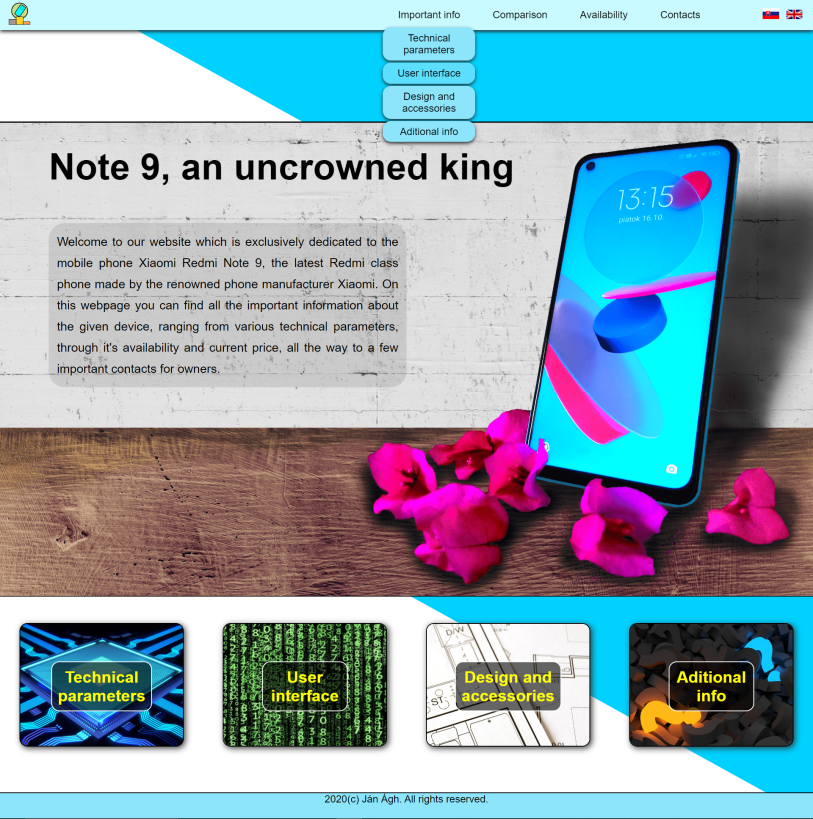 Important info Comparison Availability Contacts
Technical
parameters
User interface
Design and
accessories
Aditional info
Note 9, an uncrowned king
13:15
piatok 16.10.
Welcome to our website which is exclusively dedicated to the
mobile phone Xiaomi Redmi Note 9, the latest Redmi class
phone made by the renowned phone manufacturer Xiaomi. On
this webpage you can find all the important information about
the given device, ranging from various technical parameters,
through it's availability and current price, all the way to a few
important contacts for owners.
Technical
parameters
User
interface
D/W
ST
Design and
accessories
Aditional
info
2020(c) Ján Ágh. All rights reserved.